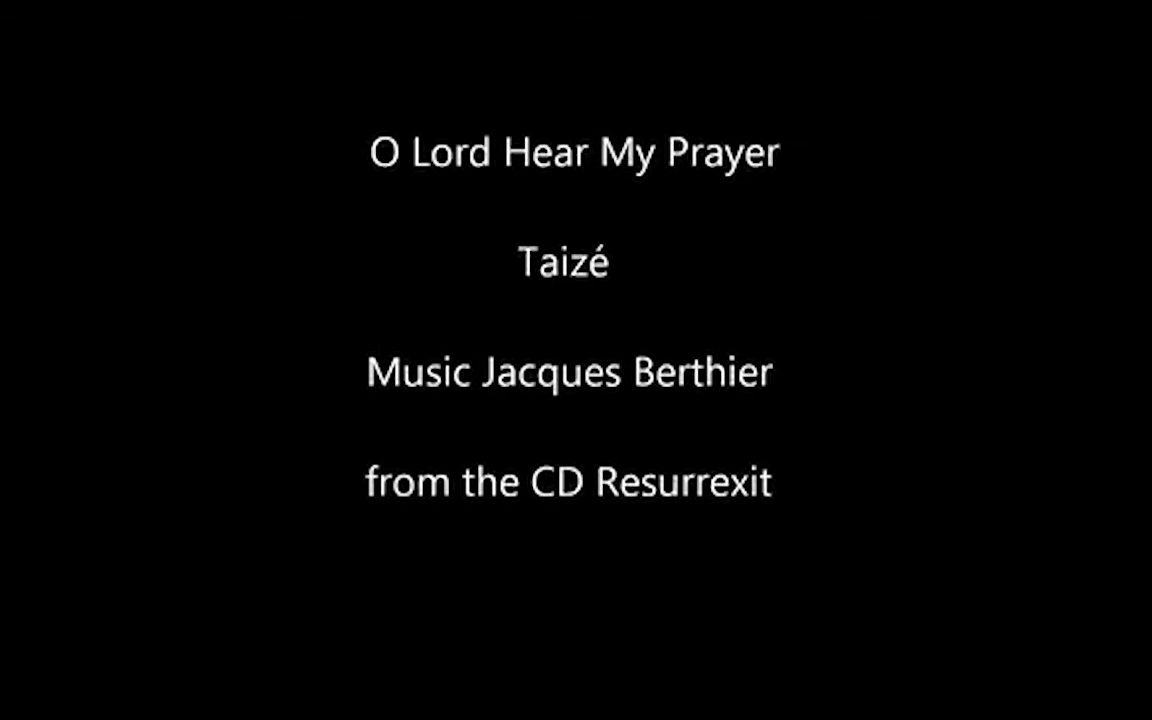 O Lord Hear My Prayer
Taizé
Music Jacques Berthier
from the CD Resurrexit